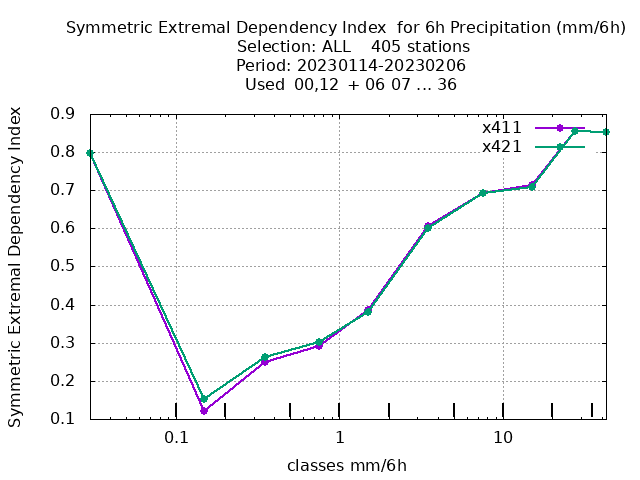 Symmetric Extremal Dependency Index  for 6h Precipitation (mm/6h)
Selection: ALL    405 stations
Period: 20230114-20230206
Used  00,12  + 06 07 ... 36
Symmetric Extremal Dependency Index
0.9
0.8
0.7
0.6
0.5
0.4
0.3
0.2
0.1
x411
x421
0.1 1 10
classes mm/6h